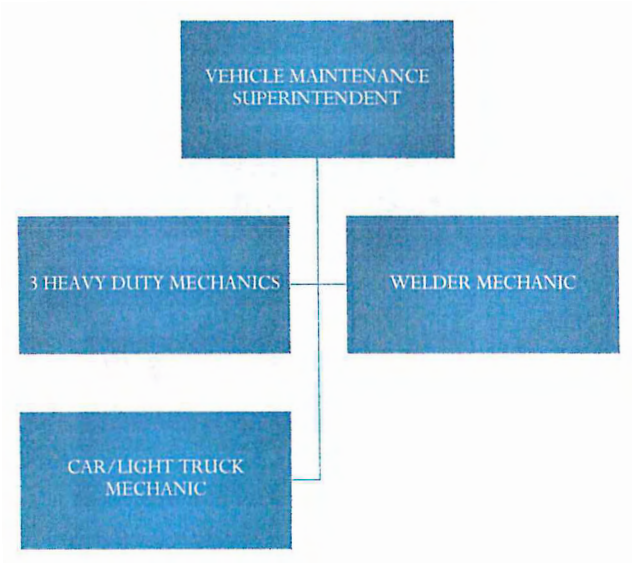 VEHICLE MAINTENANCE
SUPERINTENDENT
3 HEAVY DUTY MECHANICS
WELDER MECHANIC
CAR/LIGHT TRUCK
MECHANIC